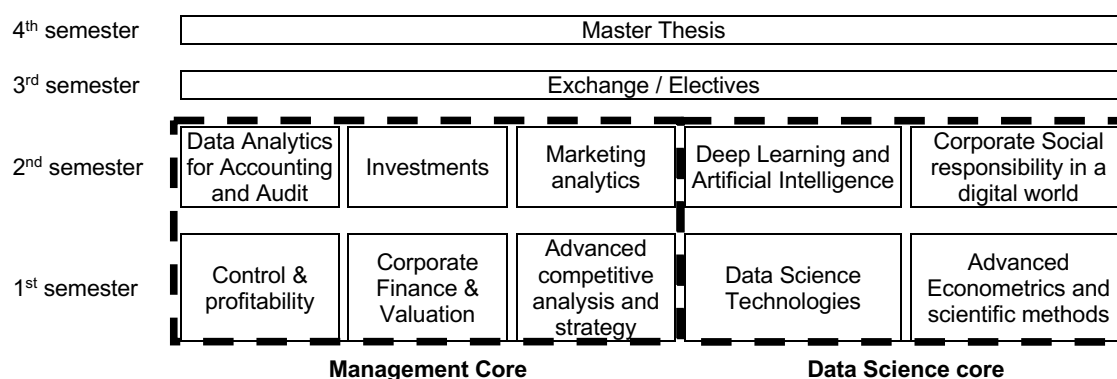 4th semester
Master Thesis
3rd semester
Exchange / Electives
2nd semester
Data Analytics
for Accounting
and Audit
Investments
Marketing
analytics
Deep Learning and
Artificial Intelligence
Corporate Social
responsibility in a
digital world
1st semester
Control &
profitability
Corporate
Finance &
Valuation
Advanced
competitive
analysis and
strategy
Data Science
Technologies
Advanced
Econometrics and
scientific methods
Management Core
Data Science core